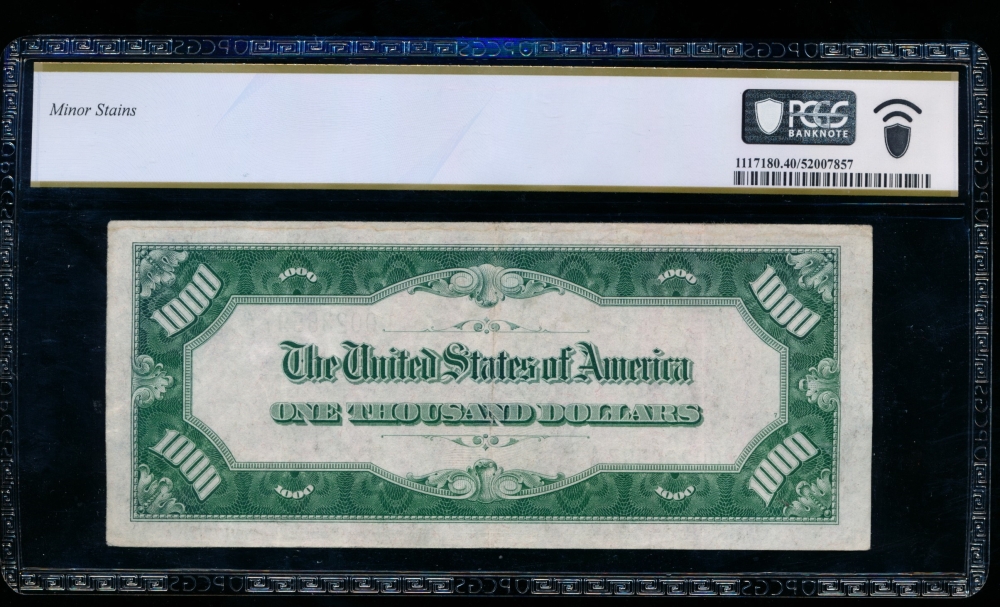 Minor Stains
PCGS
BANKNOTE
1117180.40/52007857
1000 1000 1000 1000
The United States of America
ONE THOUSAND DOLLARS
1000 1000 1000 1000